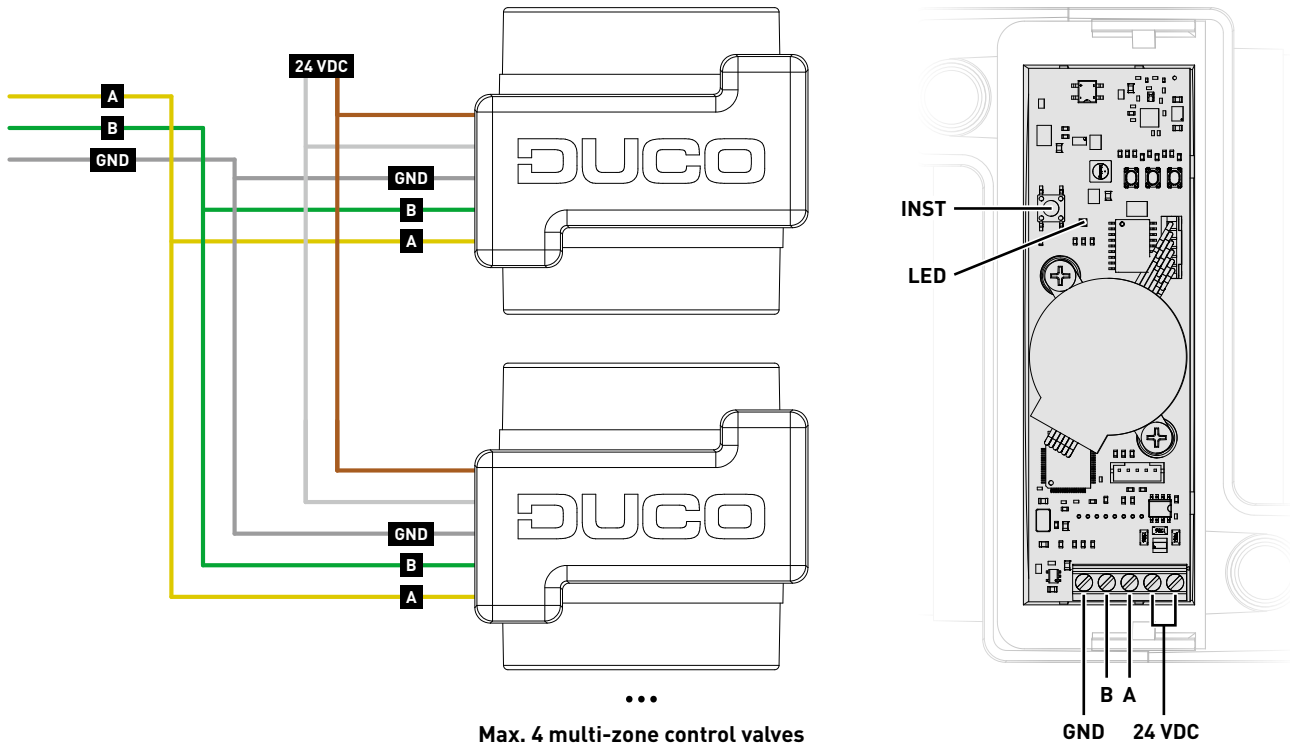 24 VDC
A
B
GND
GND
B
A
DUCO
GND
B
A
DUCO
•••
Max. 4 multi-zone control valves
INST
LED
B A
GND 24 VDC